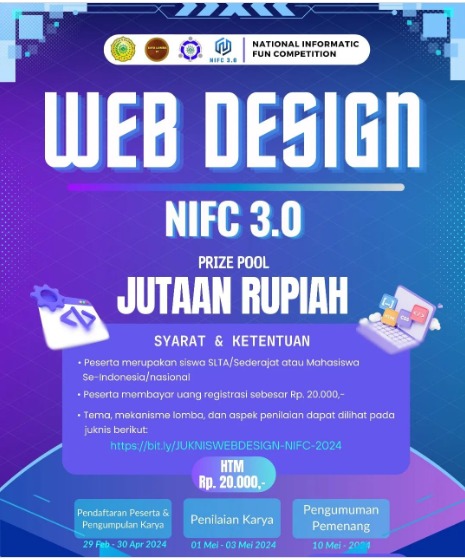 NIFC 3.0
NATIONAL INFORMATIC
FUN COMPETITION
WEB DESIGN
NIFC 3.0
PRIZE POOL
JUTAAN RUPIAH
SYARAT & KETENTUAN
• Peserta merupakan siswa SLTA/Sederajat atau Mahasiswa
Se-Indonesia/nasional
• Peserta membayar uang registrasi sebesar Rp. 20.000,-
• Tema, mekanisme lomba, dan aspek penilaian dapat dilihat pada
juknis berikut:
https://bit.ly/JUKNISWEBDESIGN-NIFC-2024
HTM
Rp. 20.000,-
Pendaftaran Peserta &
Pengumpulan Karya
29 Feb - 30 Apr 2024
Penilaian Karya
01 Mei - 03 Mei 2024
Pengumuman
Pemenang
10 Mei - 2024